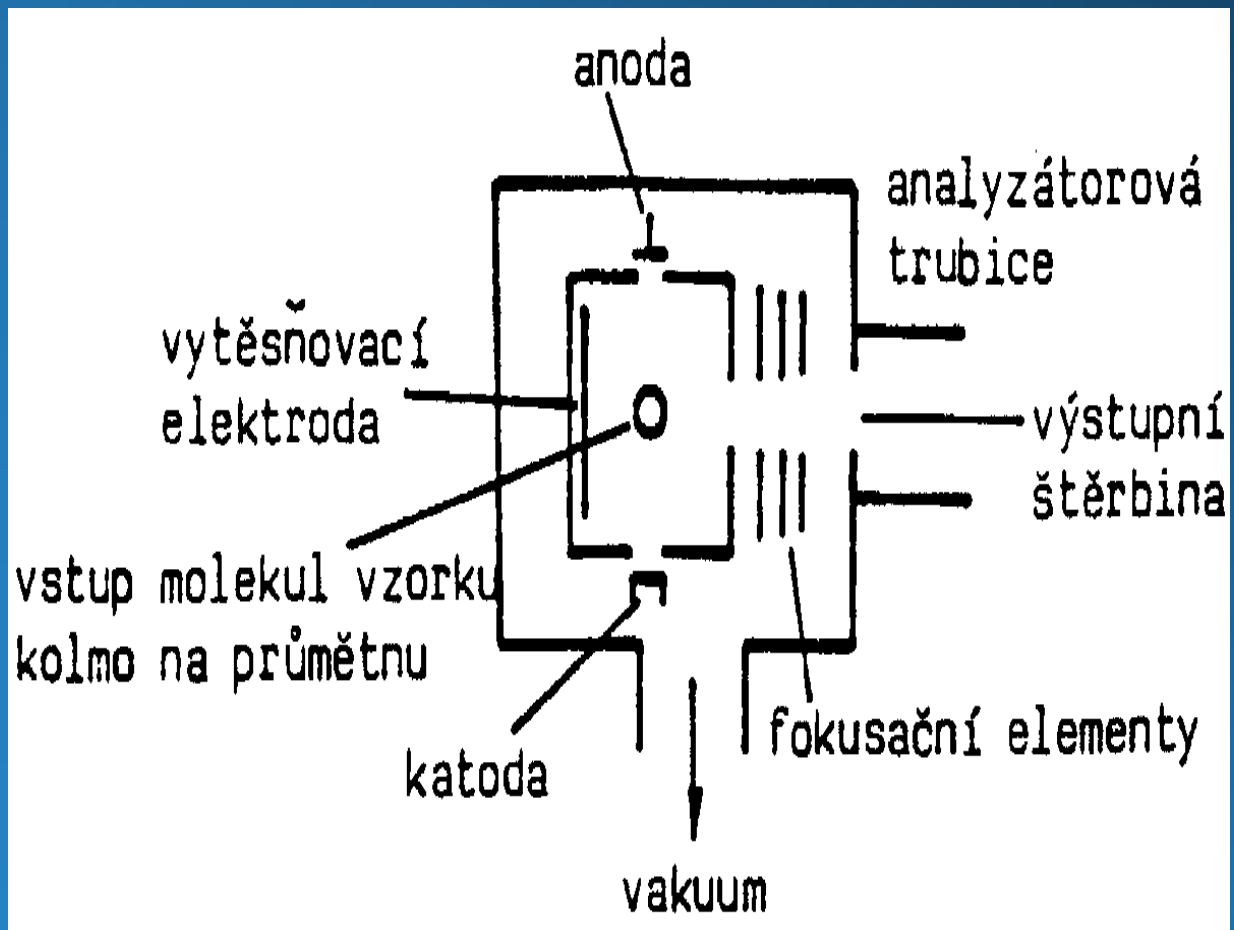 anoda
analyzátorová
trubice
vytěsňovací
elektroda
výstupní
štěrbina
vstup molekul vzorku
kolmo na průmětnu
fokusační elementy
katoda
vakuum